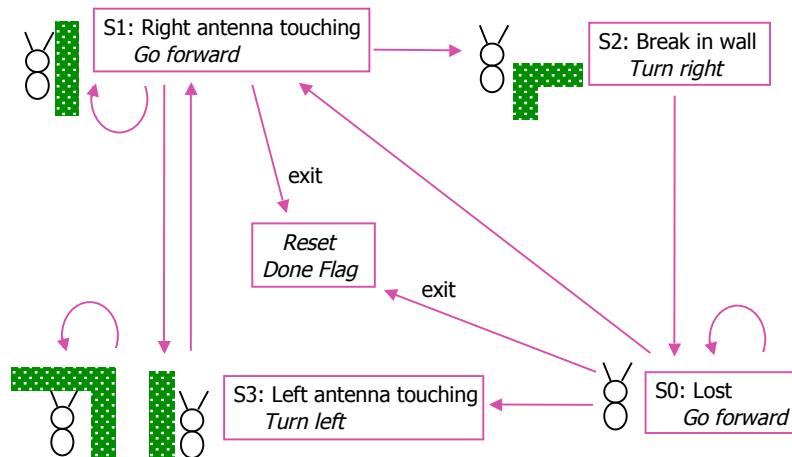 S1: Right antenna touching
Go forward
S2: Break in wall
Turn right
exit
Reset
Done Flag
exit
S3: Left antenna touching
Turn left
S0: Lost
Go forward